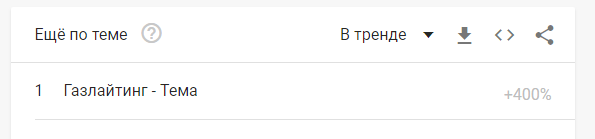 Ещё по теме
В тренде
1 Газлайтинг - Тема +400%